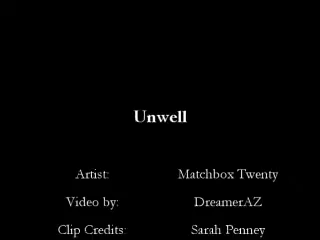 Unwell
Artist: Matchbox Twenty
Video by: DreamerAZ
Clip Credits: Sarah Penney